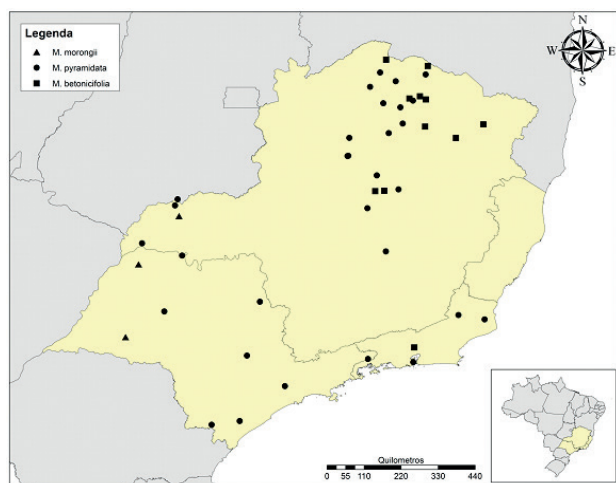 Legenda
M. morongii
M. pyramidata
M. betonicifolia
N
W E
S
Quilometros
0 55 110 220 330 440